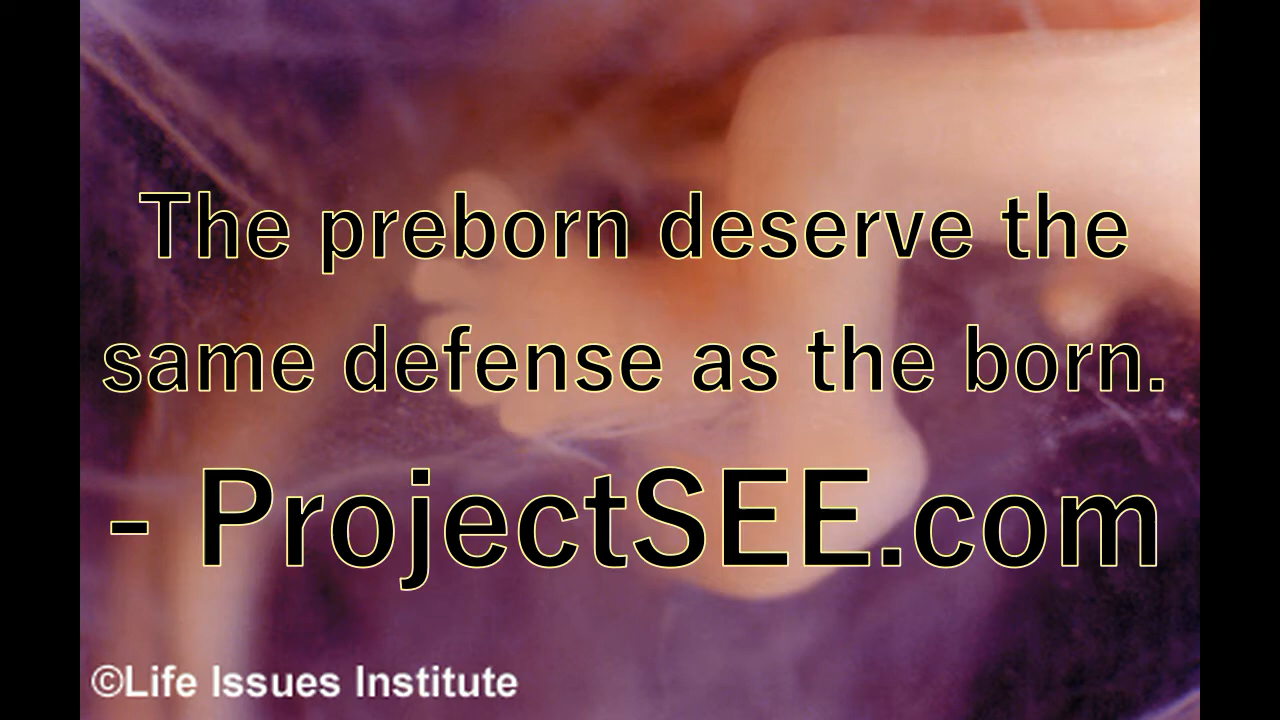 The preborn deserve the
same defense as the born.
- ProjectSEE.com
©Life Issues Institute